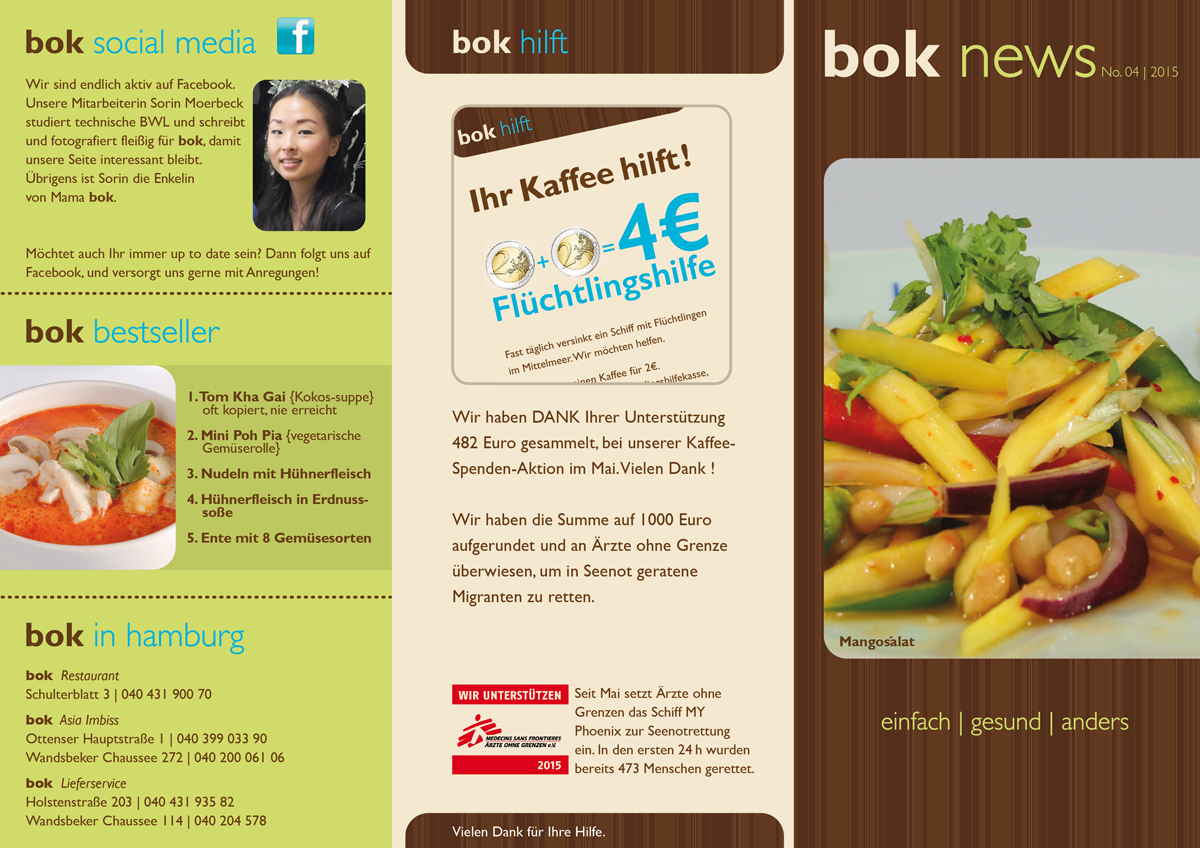 bok social media
f
Wir sind endlich aktiv auf Facebook.
Unsere Mitarbeiterin Sorin Moerbeck
studiert technische BWL und schreibt
und fotografiert fleißig für bok, damit
unsere Seite interessant bleibt.
Übrigens ist Sorin die Enkelin
von Mama bok.
Möchtet auch Ihr immer up to date sein? Dann folgt uns auf
Facebook, und versorgt uns gerne mit Anregungen!
bok bestseller
1. Tom Kha Gai {Kokos-suppe}
oft kopiert, nie erreicht
2. Mini Poh Pia {vegetarische
Gemüserolle}
3. Nudeln mit Hühnerfleisch
4. Hühnerfleisch in Erdnuss-
soße
5. Ente mit 8 Gemüsesorten
bok in hamburg
bok Restaurant
Schulterblatt 3 | 040 431 900 70
bok Asia Imbiss
Ottenser Hauptstraße 1 | 040 399 033 90
Wandsbeker Chaussee 272 | 040 200 061 06
bok Lieferservice
Holstenstraße 203 | 040 431 935 82
Wandsbeker Chaussee 114 | 040 204 578
bok hilft
bok hilft
Ihr Kaffee hilft!
2 + 2 = 4€
Flüchtlingshilfe
Fast täglich versinkt ein Schiff mit Flüchtlingen
im Mittelmeer. Wir möchten helfen.
einen Kaffee für 2€.
Wir haben DANK Ihrer Unterstützung
482 Euro gesammelt, bei unserer Kaffee-
Spenden-Aktion im Mai. Vielen Dank !
Wir haben die Summe auf 1000 Euro
aufgerundet und an Ärzte ohne Grenze
überwiesen, um in Seenot geratene
Migranten zu retten.
WIR UNTERSTÜTZEN
MEDECINS SANS FRONTIERES
ÄRZTE OHNE GRENZEN e.V.
2015
Seit Mai setzt Ärzte ohne
Grenzen das Schiff MY
Phoenix zur Seenotrettung
ein. In den ersten 24 h wurden
bereits 473 Menschen gerettet.
Vielen Dank für Ihre Hilfe.
bok news No. 04 | 2015
Mangosalat
einfach | gesund | anders